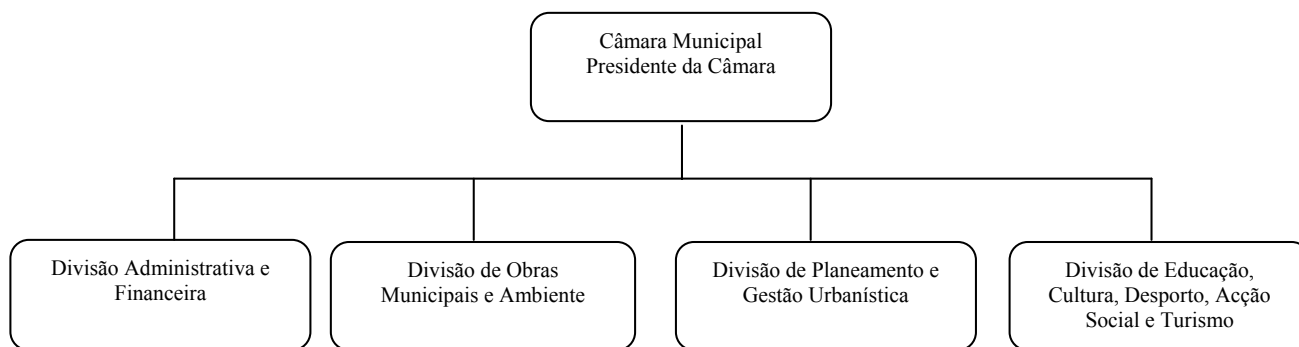 Câmara Municipal
Presidente da Câmara
Divisão Administrativa e
Financeira
Divisão de Obras
Municipais e Ambiente
Divisão de Planeamento e
Gestão Urbanística
Divisão de Educação,
Cultura, Desporto, Acção
Social e Turismo